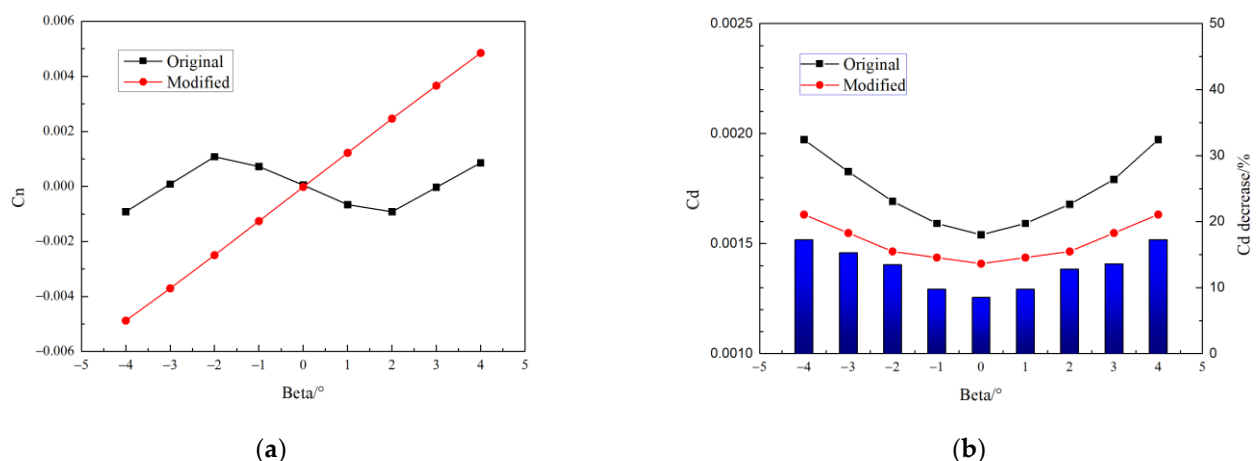 0.006
0.004
0.002
0.000
−0.002
−0.004
−0.006
Cn
Original
Modified
−5 −4 −3 −2 −1 0 1 2 3 4 5
Beta/°
(a)
0.0025
0.0020
0.0015
0.0010
Cd
Original
Modified
50
40
30
20
10
0
Cd decrease/%
−5 −4 −3 −2 −1 0 1 2 3 4 5
Beta/°
(b)